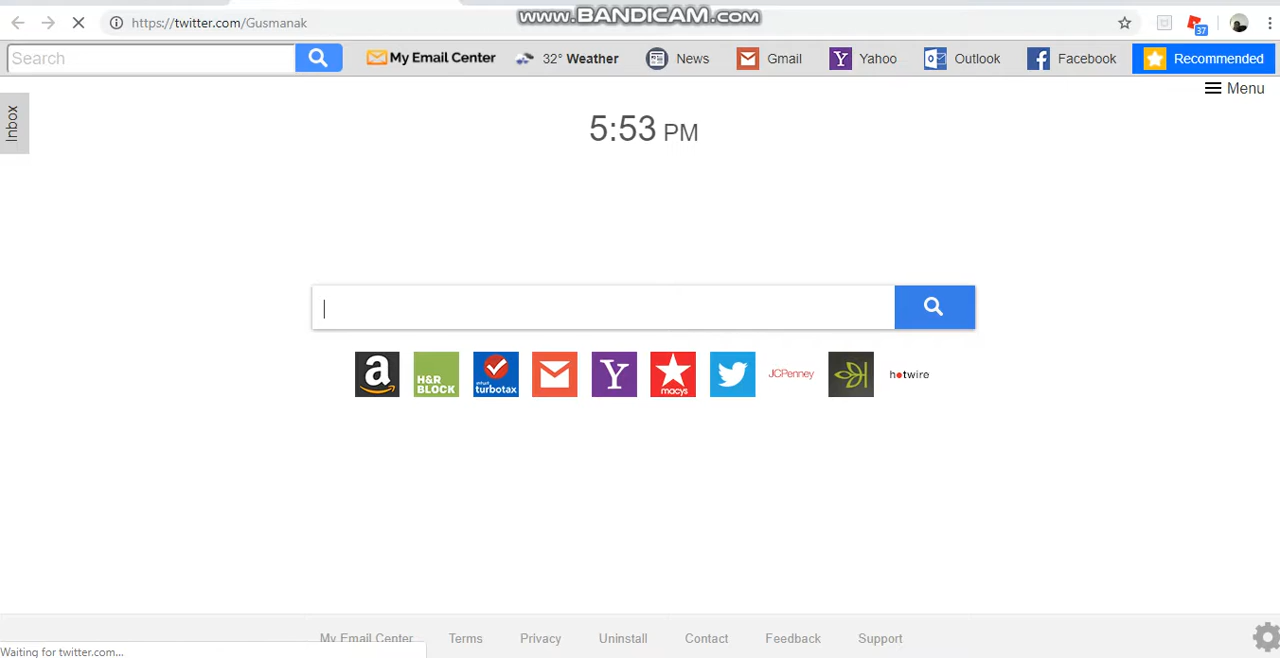 www.BANDICAM.com
https://twitter.com/Gusmanak
37
Search
My Email Center
32° Weather
News
Gmail
Y Yahoo
Outlook
Facebook
Recommended
Menu
Inbox
5:53 PM
a
H&R BLOCK
intuit turbotax
Y
macys
JCPenney
hotwire
My Email Center
Terms
Privacy
Uninstall
Contact
Feedback
Support
Waiting for twitter.com...